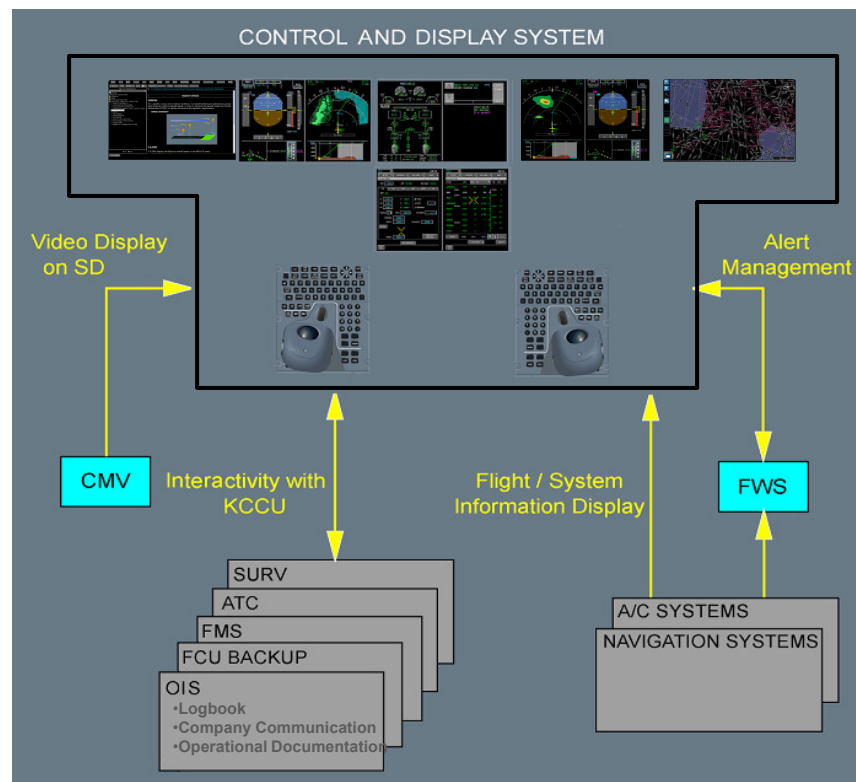 CONTROL AND DISPLAY SYSTEM
Video Display
on SD
Alert
Management
CMV
Interactivity with
KCCU
Flight / System
Information Display
FWS
SURV
ATC
FMS
FCU BACKUP
OIS
•Logbook
•Company Communication
•Operational Documentation
A/C SYSTEMS
NAVIGATION SYSTEMS